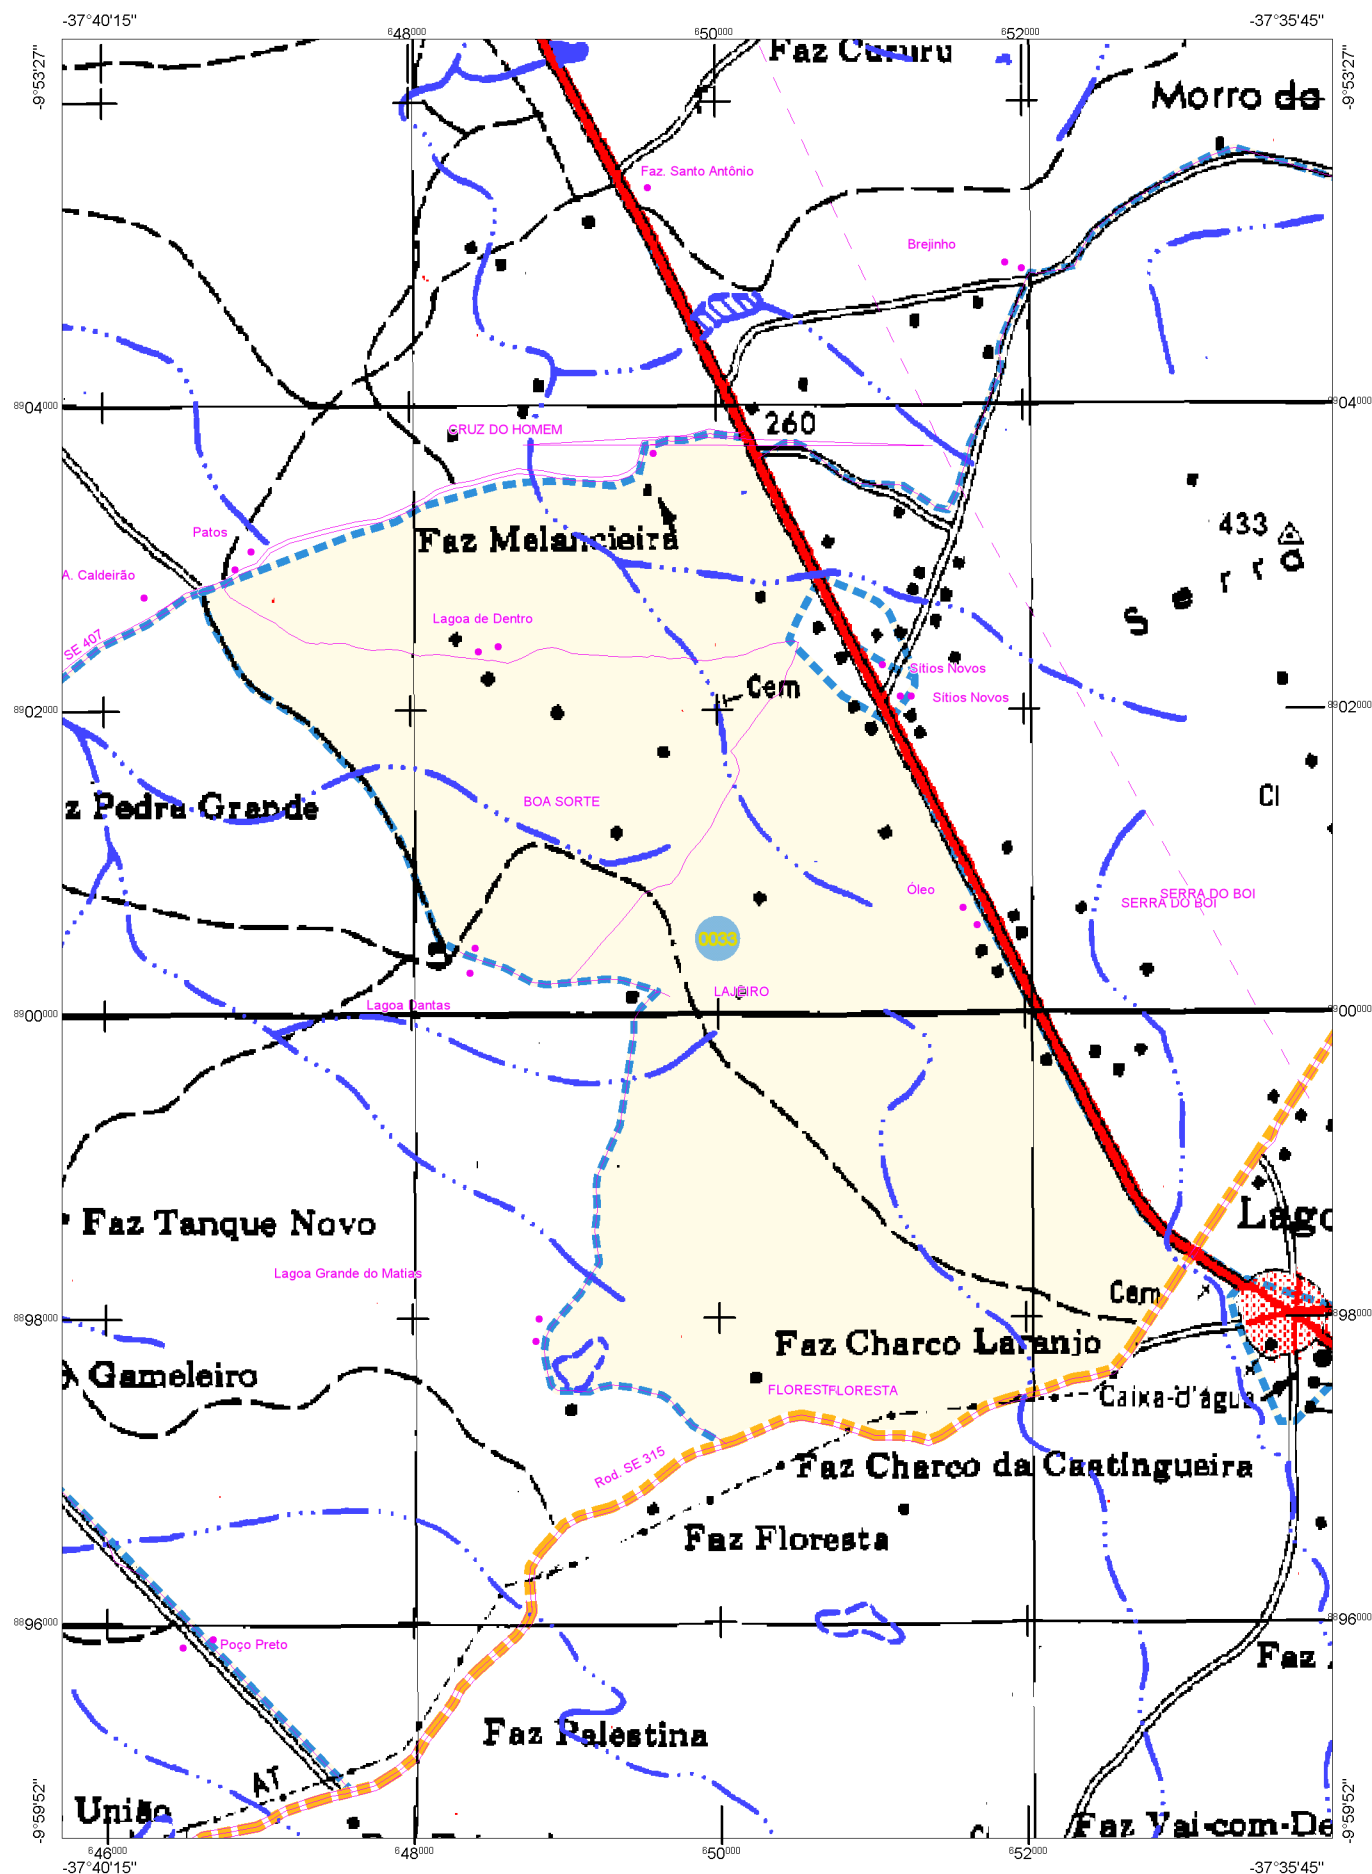 -37°40'15"
-37°35'45"
648000
650000
652000
-9°53'27"
-9°53'27"
Faz Cururu
Morro da
Faz. Santo Antônio
Brejinho
8904000
8904000
260
CRUZ DO HOMEM
433
Faz Melancieira
Patos
A. Caldeirão
Serra
Lagoa de Dentro
SE 407
Sítios Novos
Cem
Sítios Novos
8902000
8902000
BOA SORTE
z Pedra Grande
CI
Óleo
SERRA DO BOI
SERRA DO BOI
0033
LAJEIRO
Lagoa Dantas
8900000
8900000
Faz Tanque Novo
Lago
Lagoa Grande do Matias
Cem
8898000
8898000
Faz Charco Laranjo
Gameleiro
FLORESTFLORESTA
Caixa-d'água
Rod. SE 315
Faz Charco da Caatingueira
Faz Floresta
8896000
8896000
Poço Preto
Faz
Faz Palestina
AT
União
Faz Vai-com-De
-9°59'52"
-9°59'52"
646000
648000
650000
652000
-37°40'15"
-37°35'45"